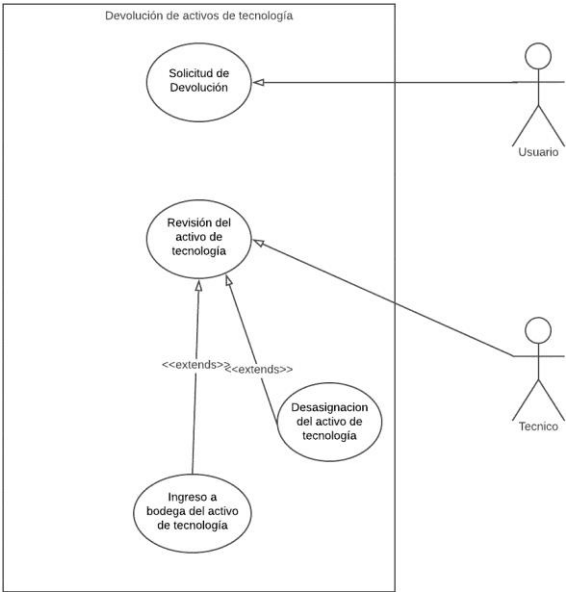 Devolución de activos de tecnología
Solicitud de
Devolución
Usuario
Revisión del
activo de
tecnología
<<extends>>
<<extends>>
Tecnico
Desasignacion
del activo de
tecnología
Ingreso a
bodega del activo
de tecnología